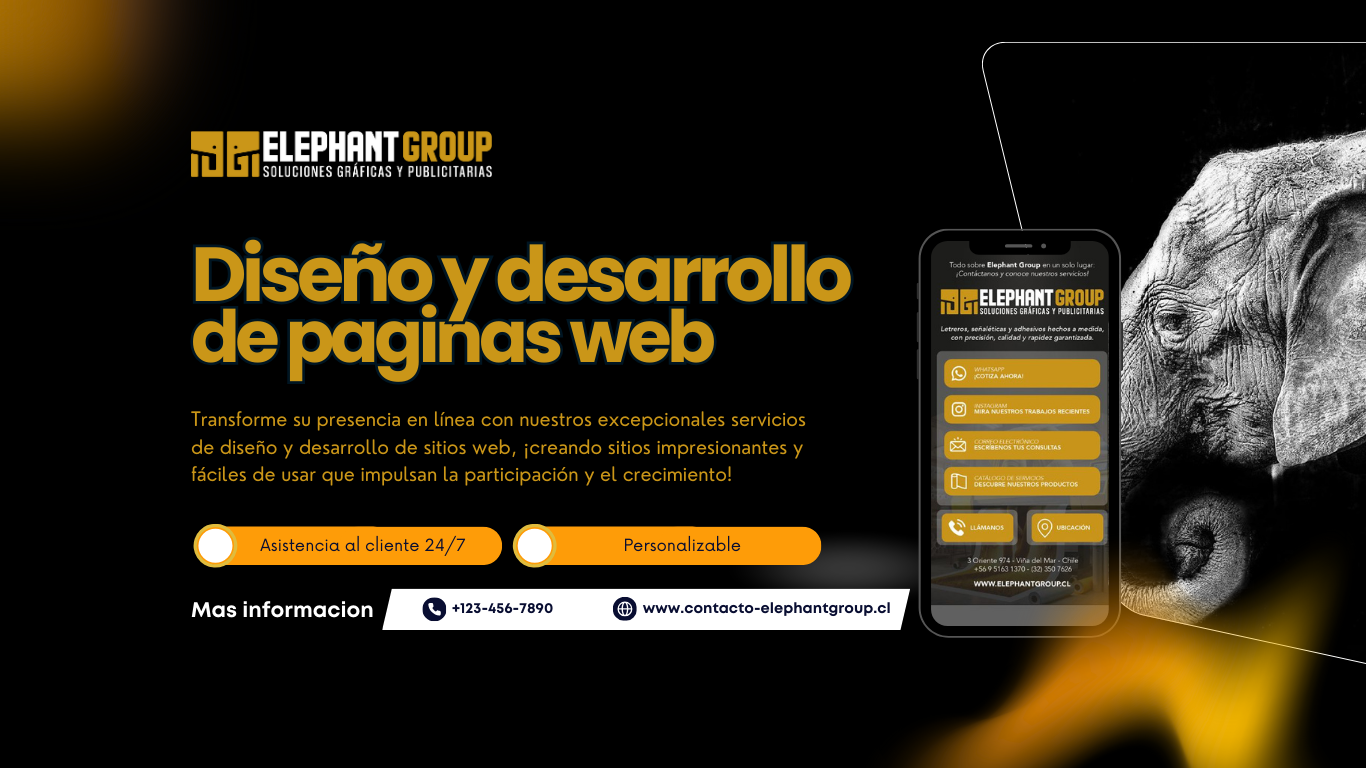 ELEPHANT GROUP
SOLUCIONES GRÁFICAS Y PUBLICITARIAS
Diseño y desarrollo
de paginas web
Transforme su presencia en línea con nuestros excepcionales servicios
de diseño y desarrollo de sitios web, ¡creando sitios impresionantes y
fáciles de usar que impulsan la participación y el crecimiento!
Asistencia al cliente 24/7
Personalizable
Mas informacion
+123-456-7890
www.contacto-elephantgroup.cl
Todo sobre Elephant Group en un solo lugar:
¡Contáctanos y conoce nuestros servicios!
ELEPHANT GROUP
SOLUCIONES GRÁFICAS Y PUBLICITARIAS
Letreros, señaléticas y adhesivos hechos a medida,
con precisión, calidad y rapidez garantizada.
WHATSAPP
¡COTIZA AHORA!
INSTAGRAM
MIRA NUESTROS TRABAJOS RECIENTES
CORREO ELECTRÓNICO
ESCRÍBENOS TUS CONSULTAS
CATÁLOGO DE SERVICIOS
DESCUBRE NUESTROS PRODUCTOS
LLÁMANOS
UBICACIÓN
3 Oriente 974 - Viña del Mar - Chile
+56 9 5163 1370 - (32) 350 7626
WWW.ELEPHANTGROUP.CL